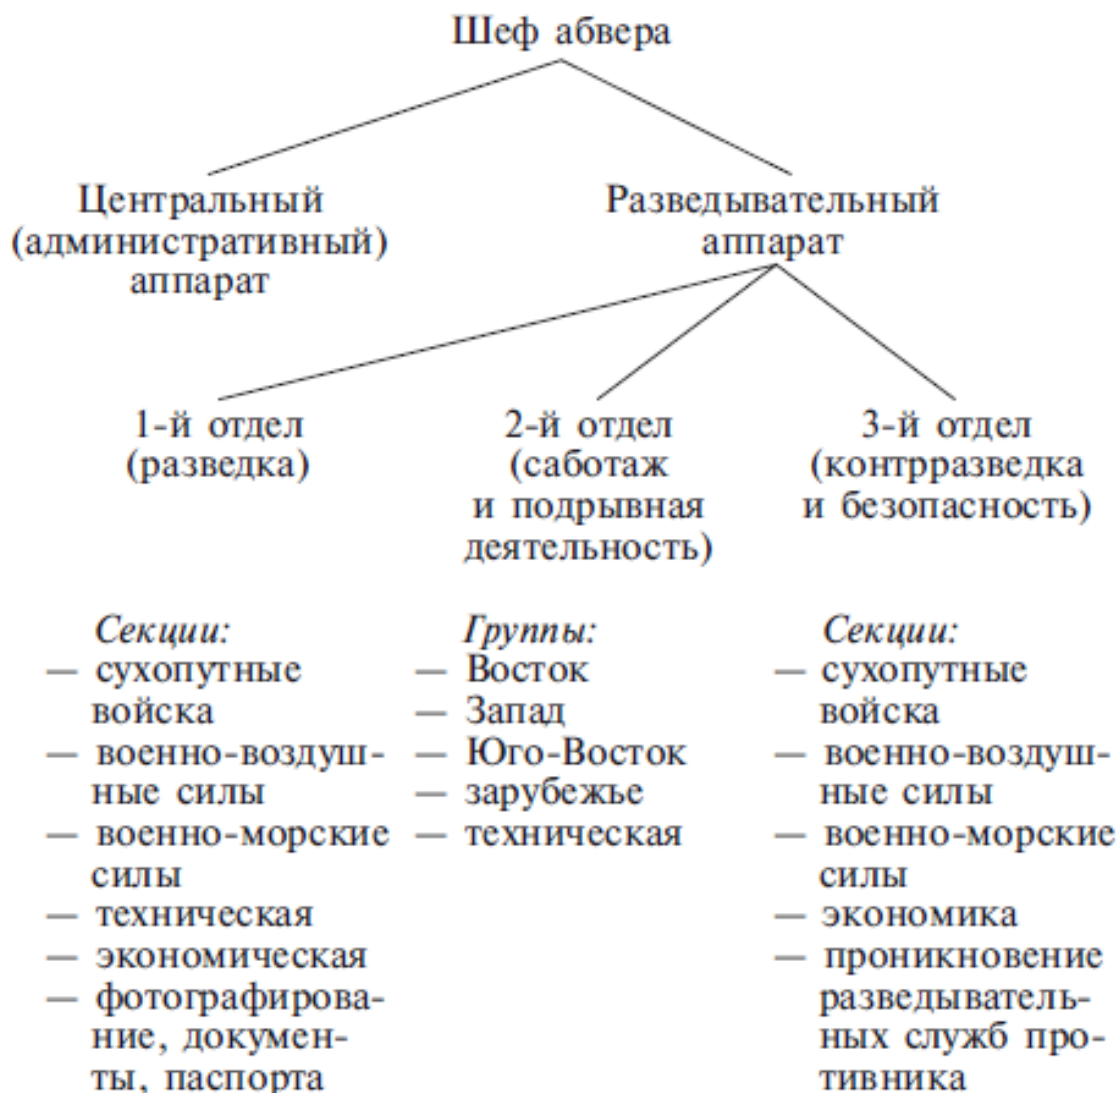 Шеф абвера
Центральный
(административный)
аппарат
Разведывательный
аппарат
1-й отдел
(разведка)
2-й отдел
(саботаж
и подрывная
деятельность)
3-й отдел
(контрразведка
и безопасность)
Секции:
— сухопутные
войска
— военно-воздуш-
ные силы
— военно-морские
силы
— техническая
— экономическая
— фотографирова-
ние, докумен-
ты, паспорта
Группы:
— Восток
— Запад
— Юго-Восток
— зарубежье
— техническая
Секции:
— сухопутные
войска
— военно-воздуш-
ные силы
— военно-морские
силы
— экономика
— проникновение
разведыватель-
ных служб про-
тивника